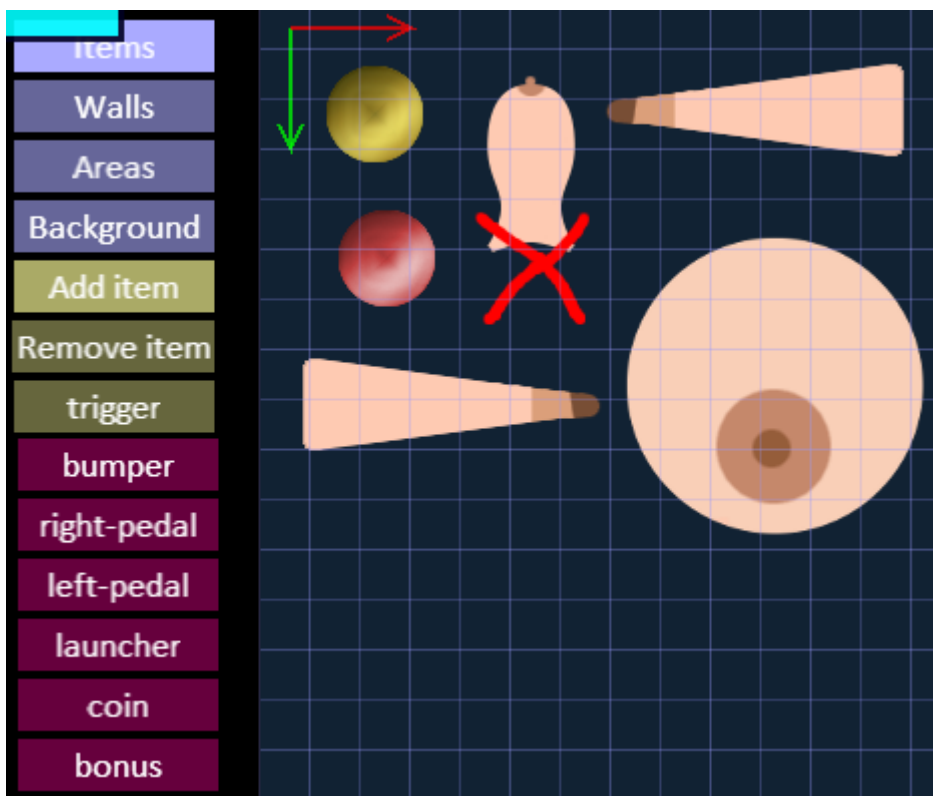 Items
Walls
Areas
Background
Add item
Remove item
trigger
bumper
right-pedal
left-pedal
launcher
coin
bonus